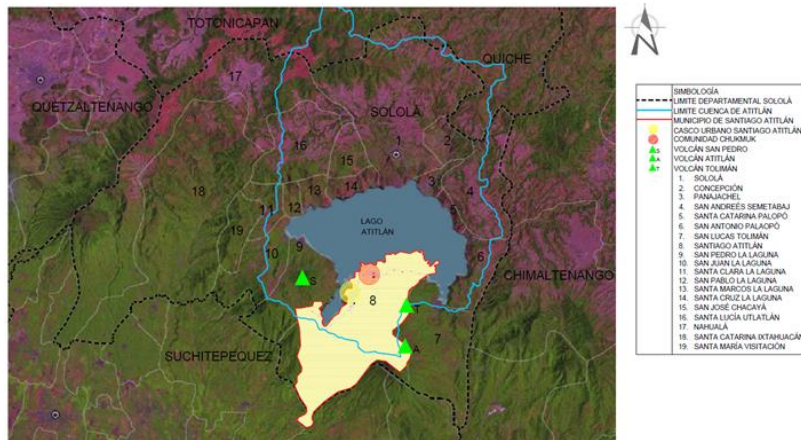 TOTONICAPAN
QUICHE
17
QUETZALTENANGO
SOLOLÀ
1
2
16
15
3
14
4
18
13
11
12
LAGO
ATITLÁN
19
9
10
6
S
CHIMALTENANGO
8
T
7
SUCHITEPEQUEZ
A
N
SIMBOLOGÍA
LIMITE DEPARTAMENTAL SOLOLÁ
LIMITE CUENCA DE ATITLÁN
MUNICIPIO DE SANTIAGO ATITLÁN
CASCO URBANO SANTIAGO ATITLÁN
COMUNIDAD CHUKMUK
S VOLCÁN SAN PEDRO
A VOLCÁN ATITLÁN
T VOLCÁN TOLIMÁN
1. SOLOLÁ
2. CONCEPCIÓN
3. PANAJACHEL
4. SAN ANDREÉS SEMETABAJ
5. SANTA CATARINA PALOPÓ
6. SAN ANTONIO PALAOPÓ
7. SAN LUCAS TOLIMÁN
8. SANTIAGO ATITLÁN
9. SAN PEDRO LA LAGUNA
10. SAN JUAN LA LAGUNA
11. SANTA CLARA LA LAGUNA
12. SAN PABLO LA LAGUNA
13. SANTA MARCOS LA LAGUNA
14. SANTA CRUZ LA LAGUNA
15. SAN JOSÉ CHACAYÁ
16. SANTA LUCÍA UTLATLÁN
17. NAHUALÁ
18. SANTA CATARINA IXTAHUACÁN
19. SANTA MARÍA VISITACIÓN